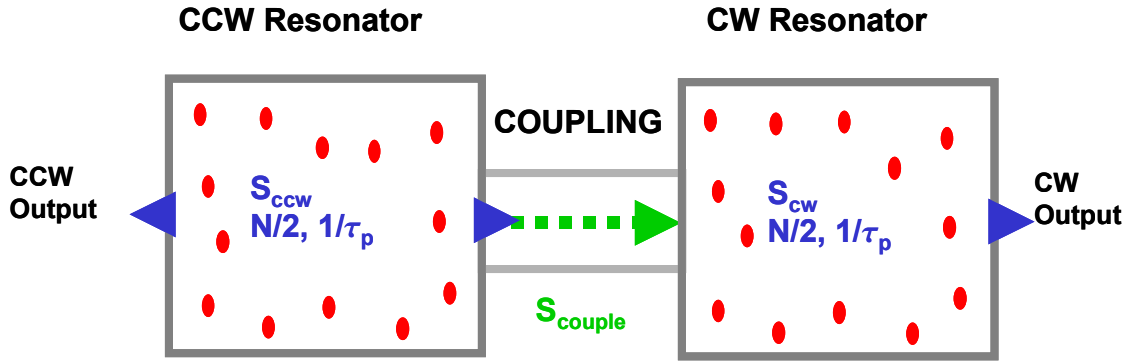 CCW Resonator
CW Resonator
COUPLING
CCW
Output
S_ccw
N/2, 1/τ_p
S_cw
N/2, 1/τ_p
CW
Output
S_couple